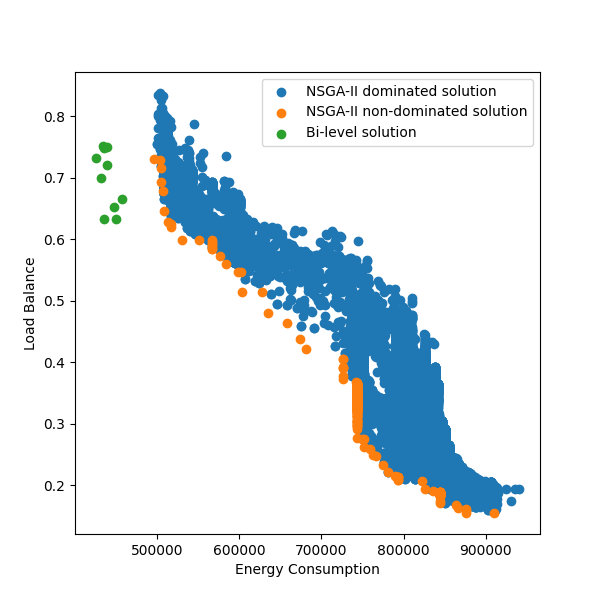 NSGA-II dominated solution
NSGA-II non-dominated solution
Bi-level solution
0.8
0.7
0.6
0.5
0.4
0.3
0.2
Load Balance
500000 600000 700000 800000 900000
Energy Consumption